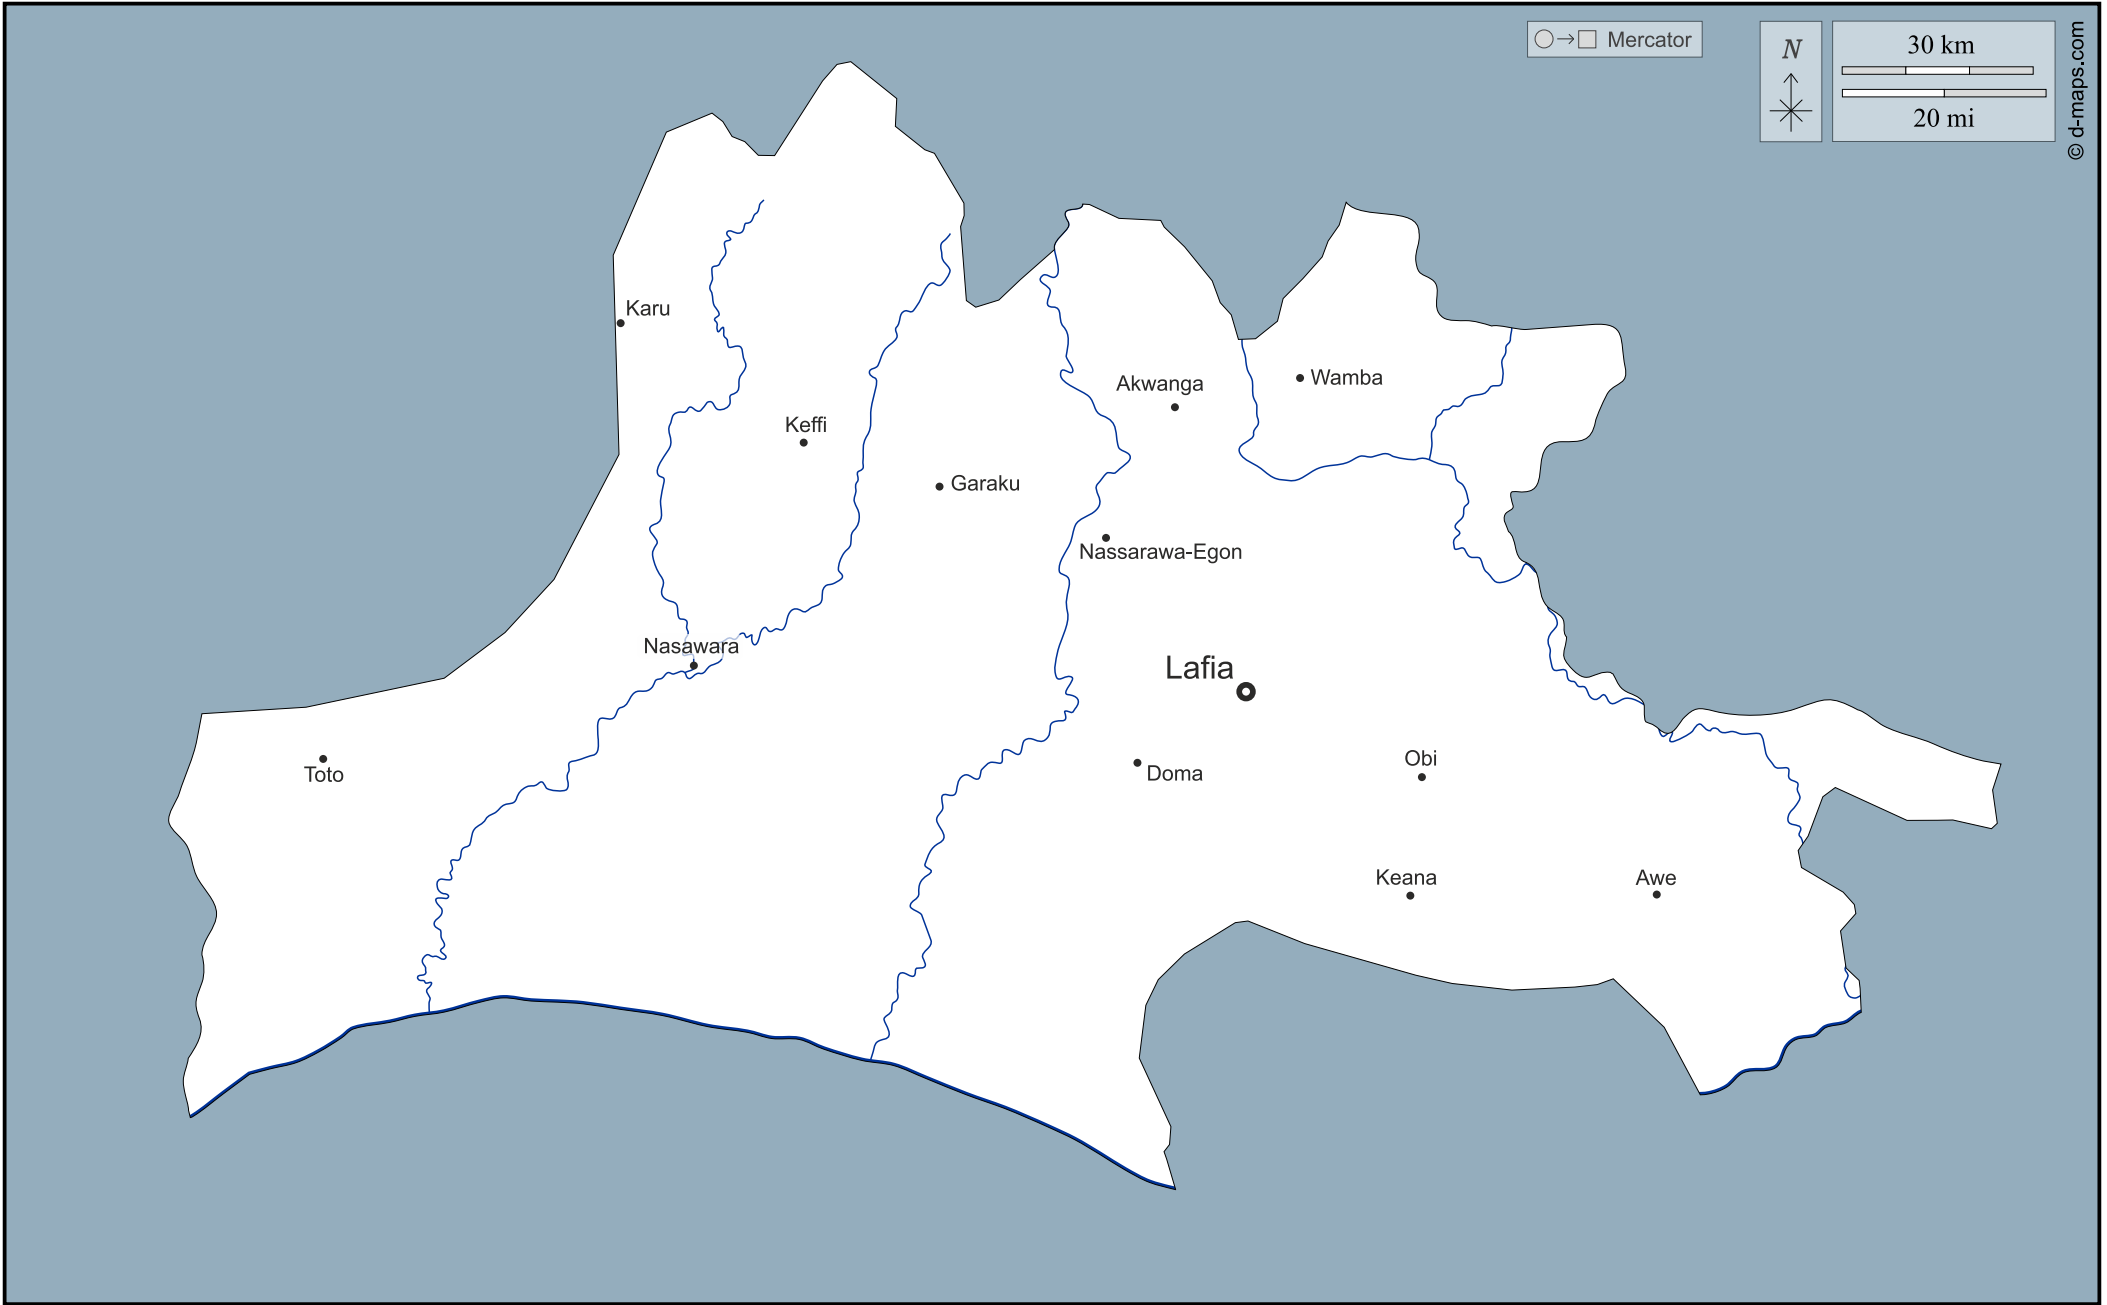 Mercator
N
30 km
20 mi
© d-maps.com
Karu
Akwanga
Wamba
Keffi
Garaku
Nassarawa-Egon
Nasawara
Lafia
Toto
Doma
Obi
Keana
Awe